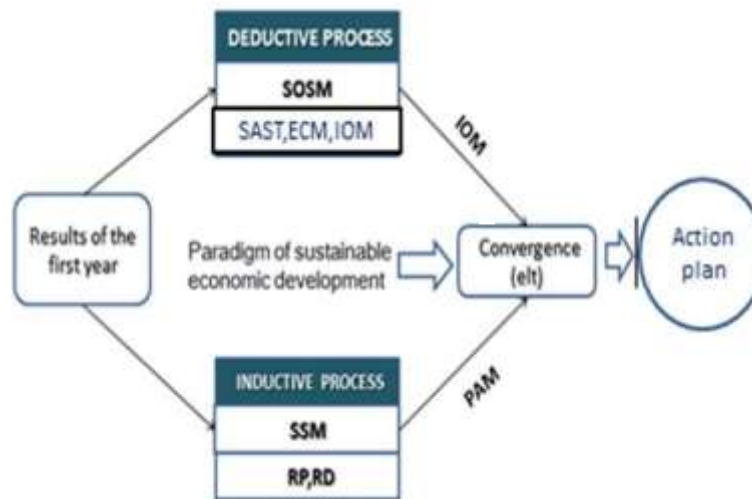 DEDUCTIVE PROCESS
SOSM
SAST,ECM,IOM
IOM
Results of the
first year
Paradigm of sustainable
economic development
Convergence
(elt)
Action
plan
INDUCTIVE PROCESS
SSM
RP,RD
PAM